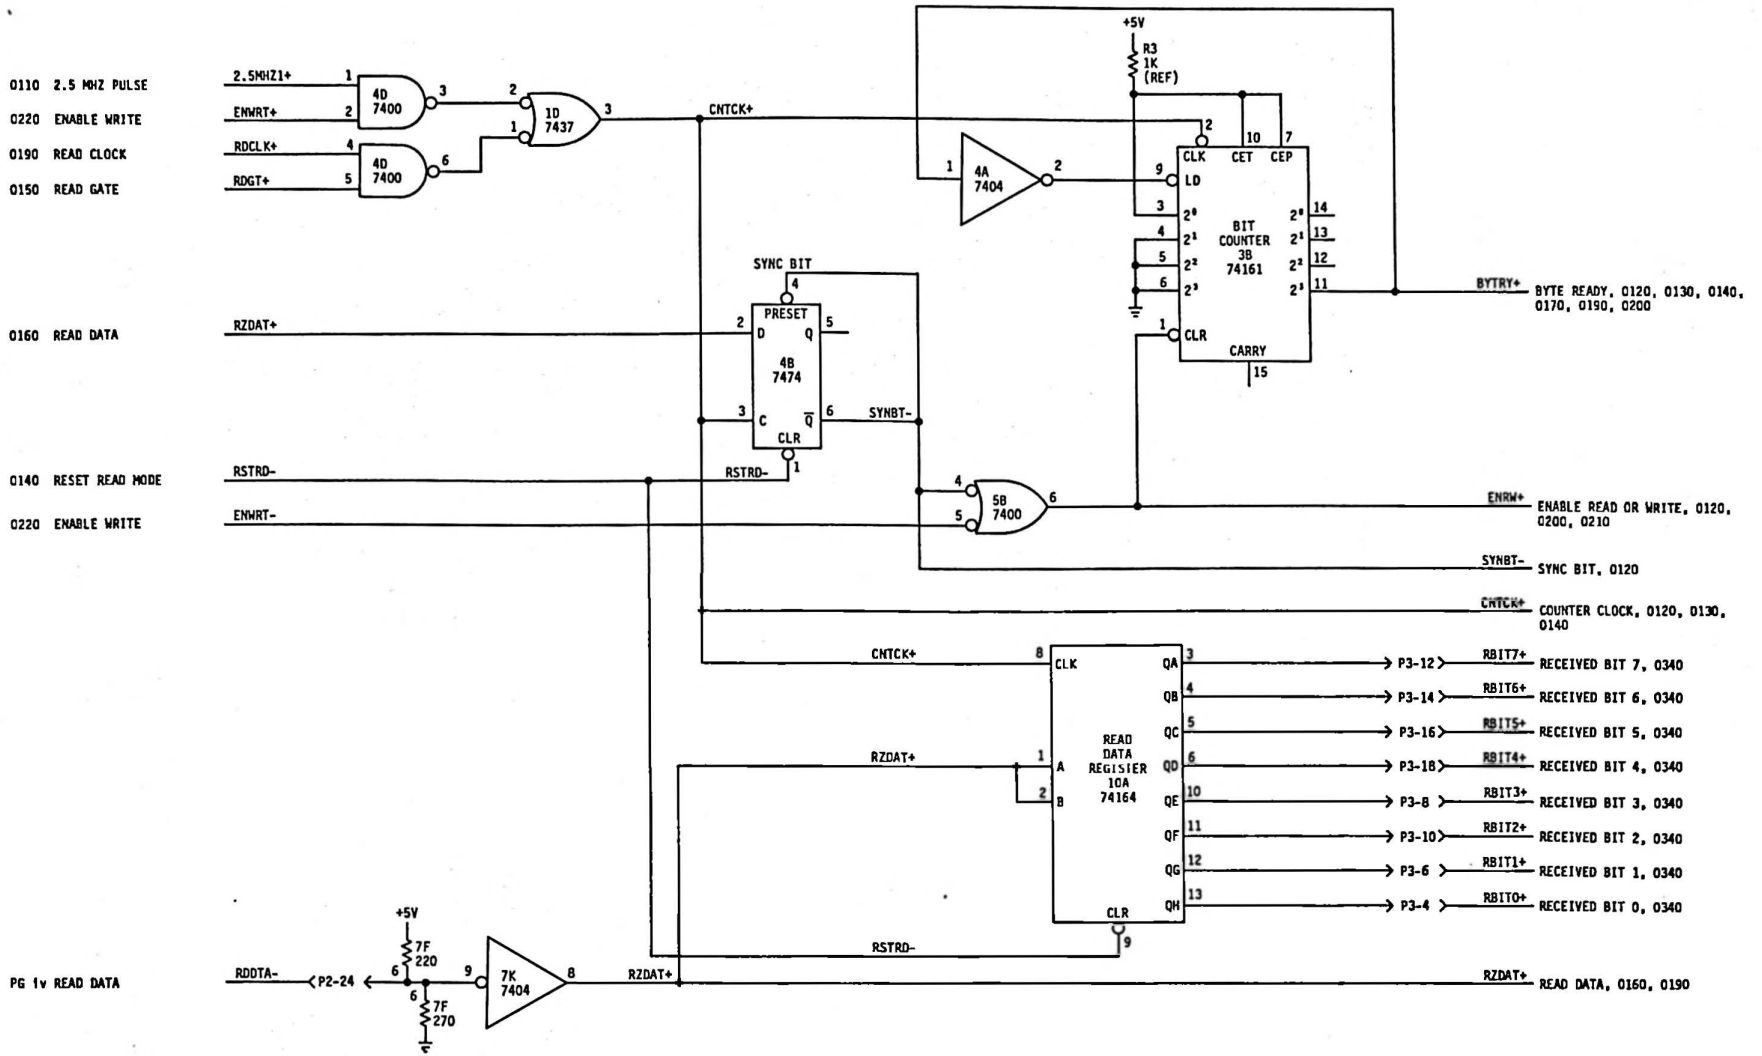 +5V
R3
1K
(REF)
0110 2.5 MHZ PULSE
2.5MHZ1+
1
4D
7400
3
2
0220 ENABLE WRITE
ENWRT+
2
1D
7437
3
CNTCK+
0190 READ CLOCK
RDCLK+
4
4D
7400
6
1
0150 READ GATE
RDGT+
5
1
4A
7404
2
2
10
7
CLK
CET
CEP
9
LD
3
2⁰
2⁰
14
4
2¹
2¹
13
5
2²
2²
12
6
2³
2³
11
BIT
COUNTER
3B
74161
1
CLR
CARRY
15
BYTRY+
BYTE READY, 0120, 0130, 0140,
0170, 0190, 0200
SYNC BIT
4
PRESET
0160 READ DATA
RZDAT+
2
D
Q
5
4B
7474
3
C
Q̅
6
SYNBT-
CLR
1
0140 RESET READ MODE
RSTRD-
RSTRD-
0220 ENABLE WRITE
ENWRT-
4
5
5B
7400
6
ENRW+
ENABLE READ OR WRITE, 0120,
0200, 0210
SYNBT-
SYNC BIT, 0120
CNTCK+
COUNTER CLOCK, 0120, 0130,
0140
CNTCK+
8
CLK
QA
3
P3-12
RBIT7+
RECEIVED BIT 7, 0340
QB
4
P3-14
RBIT6+
RECEIVED BIT 6, 0340
QC
5
P3-16
RBIT5+
RECEIVED BIT 5, 0340
READ
DATA
REGISTER
10A
74164
RZDAT+
1
A
QD
6
P3-18
RBIT4+
RECEIVED BIT 4, 0340
2
B
QE
10
P3-8
RBIT3+
RECEIVED BIT 3, 0340
QF
11
P3-10
RBIT2+
RECEIVED BIT 2, 0340
QG
12
P3-6
RBIT1+
RECEIVED BIT 1, 0340
QH
13
P3-4
RBIT0+
RECEIVED BIT 0, 0340
CLR
9
RSTRD-
+5V
7F
220
PG 1v READ DATA
RDDTA-
P2-24
6
6
7F
270
9
7K
7404
8
RZDAT+
RZDAT+
READ DATA, 0160, 0190